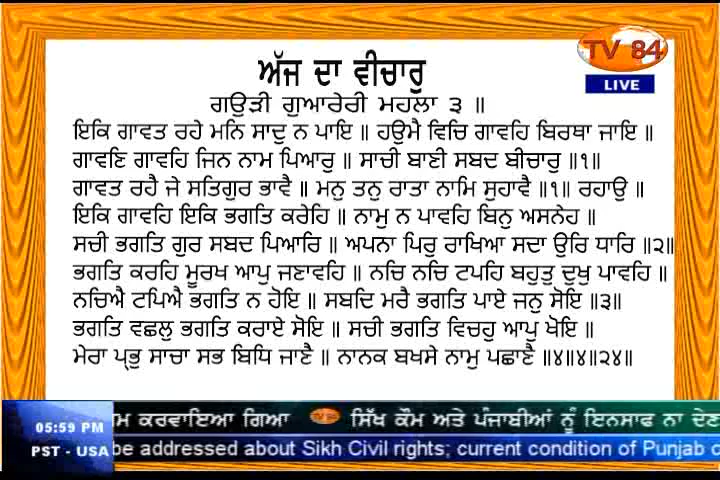 TV 84
LIVE
ਅੱਜ ਦਾ ਵੀਚਾਰੁ
ਗਉੜੀ ਗੁਆਰੇਰੀ ਮਹਲਾ ੩ ॥
ਇਕਿ ਗਾਵਤ ਰਹੇ ਮਨਿ ਸਾਦੁ ਨ ਪਾਇ ॥ ਹਉਮੈ ਵਿਚਿ ਗਾਵਹਿ ਬਿਰਥਾ ਜਾਇ ॥
ਗਾਵਣਿ ਗਾਵਹਿ ਜਿਨ ਨਾਮ ਪਿਆਰੁ ॥ ਸਾਚੀ ਬਾਣੀ ਸਬਦ ਬੀਚਾਰੁ ॥੧॥
ਗਾਵਤ ਰਹੈ ਜੇ ਸਤਿਗੁਰ ਭਾਵੈ ॥ ਮਨੁ ਤਨੁ ਰਾਤਾ ਨਾਮਿ ਸੁਹਾਵੈ ॥੧॥ ਰਹਾਉ ॥
ਇਕਿ ਗਾਵਹਿ ਇਕਿ ਭਗਤਿ ਕਰੇਹਿ ॥ ਨਾਮੁ ਨ ਪਾਵਹਿ ਬਿਨੁ ਅਸਨੇਹ ॥
ਸਚੀ ਭਗਤਿ ਗੁਰ ਸਬਦ ਪਿਆਰਿ ॥ ਅਪਨਾ ਪਿਰੁ ਰਾਖਿਆ ਸਦਾ ਉਰਿ ਧਾਰਿ ॥੨॥
ਭਗਤਿ ਕਰਹਿ ਮੂਰਖ ਆਪੁ ਜਣਾਵਹਿ ॥ ਨਚਿ ਨਚਿ ਟਪਹਿ ਬਹੁਤੁ ਦੁਖੁ ਪਾਵਹਿ ॥
ਨਚਿਐ ਟਪਿਐ ਭਗਤਿ ਨ ਹੋਇ ॥ ਸਬਦਿ ਮਰੈ ਭਗਤਿ ਪਾਏ ਜਨੁ ਸੋਇ ॥੩॥
ਭਗਤਿ ਵਛਲੁ ਭਗਤਿ ਕਰਾਏ ਸੋਇ ॥ ਸਚੀ ਭਗਤਿ ਵਿਚਹੁ ਆਪੁ ਖੋਇ ॥
ਮੇਰਾ ਪ੍ਰਭੁ ਸਾਚਾ ਸਭ ਬਿਧਿ ਜਾਣੈ ॥ ਨਾਨਕ ਬਖਸੇ ਨਾਮੁ ਪਛਾਣੈ ॥੪॥੪॥੨੪॥
05:59 PM
PST - USA
ਕਰਵਾਇਆ ਗਿਆ TV 84 ਸਿੱਖ ਕੌਮ ਅਤੇ ਪੰਜਾਬੀਆਂ ਨੂੰ ਇਨਸਾਫ ਨਾ ਦੇਣ
be addressed about Sikh Civil rights; current condition of Punjab